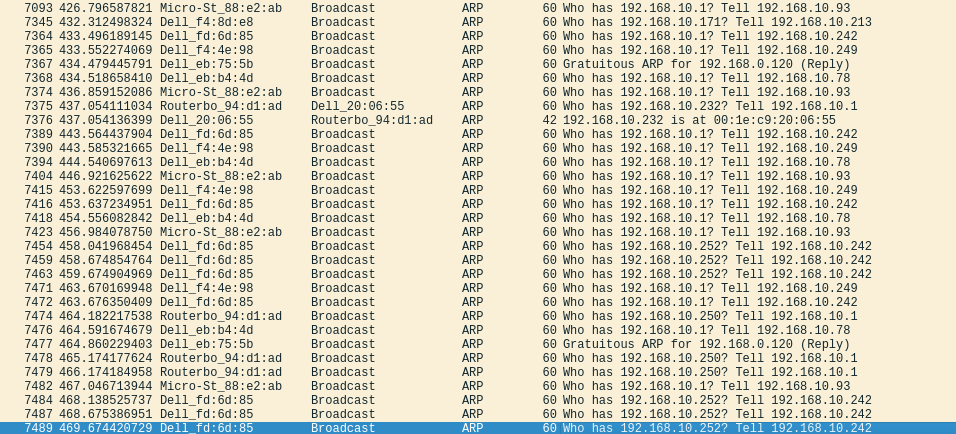 7093 426.796587821 Micro-St_88:e2:ab Broadcast ARP 60 Who has 192.168.10.1? Tell 192.168.10.93
7345 432.312498324 Dell_f4:8d:e8 Broadcast ARP 60 Who has 192.168.10.171? Tell 192.168.10.213
7364 433.496189145 Dell_fd:6d:85 Broadcast ARP 60 Who has 192.168.10.1? Tell 192.168.10.242
7365 433.552274069 Dell_f4:4e:98 Broadcast ARP 60 Who has 192.168.10.1? Tell 192.168.10.249
7367 434.479445791 Dell_eb:75:5b Broadcast ARP 60 Gratuitous ARP for 192.168.0.120 (Reply)
7368 434.518658410 Dell_eb:b4:4d Broadcast ARP 60 Who has 192.168.10.1? Tell 192.168.10.78
7374 436.859152086 Micro-St_88:e2:ab Broadcast ARP 60 Who has 192.168.10.1? Tell 192.168.10.93
7375 437.054111034 Routerbo_94:d1:ad Dell_20:06:55 ARP 60 Who has 192.168.10.232? Tell 192.168.10.1
7376 437.054136399 Dell_20:06:55 Routerbo_94:d1:ad ARP 42 192.168.10.232 is at 00:1e:c9:20:06:55
7389 443.564437904 Dell_fd:6d:85 Broadcast ARP 60 Who has 192.168.10.1? Tell 192.168.10.242
7390 443.585321665 Dell_f4:4e:98 Broadcast ARP 60 Who has 192.168.10.1? Tell 192.168.10.249
7394 444.540697613 Dell_eb:b4:4d Broadcast ARP 60 Who has 192.168.10.1? Tell 192.168.10.78
7404 446.921625622 Micro-St_88:e2:ab Broadcast ARP 60 Who has 192.168.10.1? Tell 192.168.10.93
7415 453.622597699 Dell_f4:4e:98 Broadcast ARP 60 Who has 192.168.10.1? Tell 192.168.10.249
7416 453.637234951 Dell_fd:6d:85 Broadcast ARP 60 Who has 192.168.10.1? Tell 192.168.10.242
7418 454.556082842 Dell_eb:b4:4d Broadcast ARP 60 Who has 192.168.10.1? Tell 192.168.10.78
7423 456.984078750 Micro-St_88:e2:ab Broadcast ARP 60 Who has 192.168.10.1? Tell 192.168.10.93
7454 458.041968454 Dell_fd:6d:85 Broadcast ARP 60 Who has 192.168.10.252? Tell 192.168.10.242
7459 458.674854764 Dell_fd:6d:85 Broadcast ARP 60 Who has 192.168.10.252? Tell 192.168.10.242
7463 459.674904969 Dell_fd:6d:85 Broadcast ARP 60 Who has 192.168.10.252? Tell 192.168.10.242
7471 463.670169948 Dell_f4:4e:98 Broadcast ARP 60 Who has 192.168.10.1? Tell 192.168.10.249
7472 463.676350409 Dell_fd:6d:85 Broadcast ARP 60 Who has 192.168.10.1? Tell 192.168.10.242
7474 464.182217538 Routerbo_94:d1:ad Broadcast ARP 60 Who has 192.168.10.250? Tell 192.168.10.1
7476 464.591674679 Dell_eb:b4:4d Broadcast ARP 60 Who has 192.168.10.1? Tell 192.168.10.78
7477 464.860229403 Dell_eb:75:5b Broadcast ARP 60 Gratuitous ARP for 192.168.0.120 (Reply)
7478 465.174177624 Routerbo_94:d1:ad Broadcast ARP 60 Who has 192.168.10.250? Tell 192.168.10.1
7479 466.174184958 Routerbo_94:d1:ad Broadcast ARP 60 Who has 192.168.10.250? Tell 192.168.10.1
7482 467.046713944 Micro-St_88:e2:ab Broadcast ARP 60 Who has 192.168.10.1? Tell 192.168.10.93
7484 468.138525737 Dell_fd:6d:85 Broadcast ARP 60 Who has 192.168.10.252? Tell 192.168.10.242
7487 468.675386951 Dell_fd:6d:85 Broadcast ARP 60 Who has 192.168.10.252? Tell 192.168.10.242
7489 469.674420729 Dell_fd:6d:85 Broadcast ARP 60 Who has 192.168.10.252? Tell 192.168.10.242